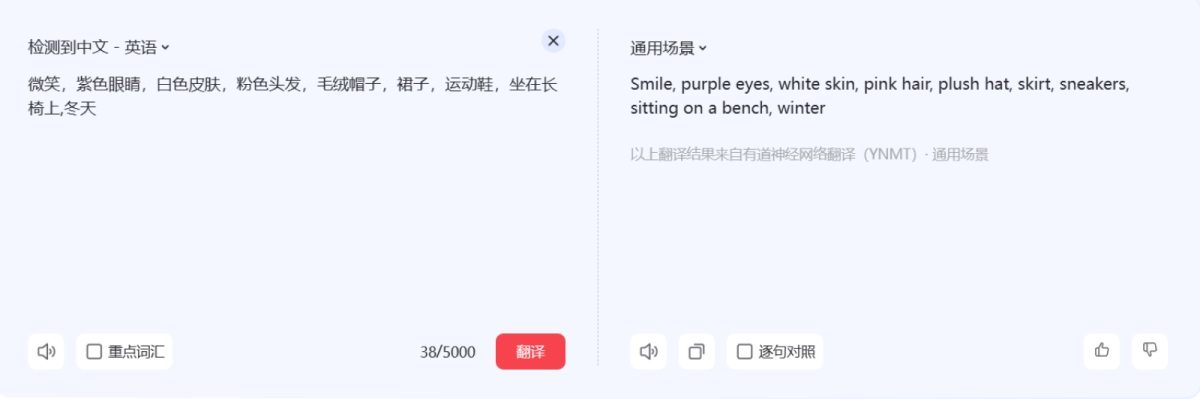 检测到中文 - 英语
微笑，紫色眼睛，白色皮肤，粉色头发，毛绒帽子，裙子，运动鞋，坐在长
椅上,冬天
重点词汇
38/5000
翻译
通用场景
Smile, purple eyes, white skin, pink hair, plush hat, skirt, sneakers,
sitting on a bench, winter
以上翻译结果来自有道神经网络翻译（YNMT）· 通用场景
逐句对照